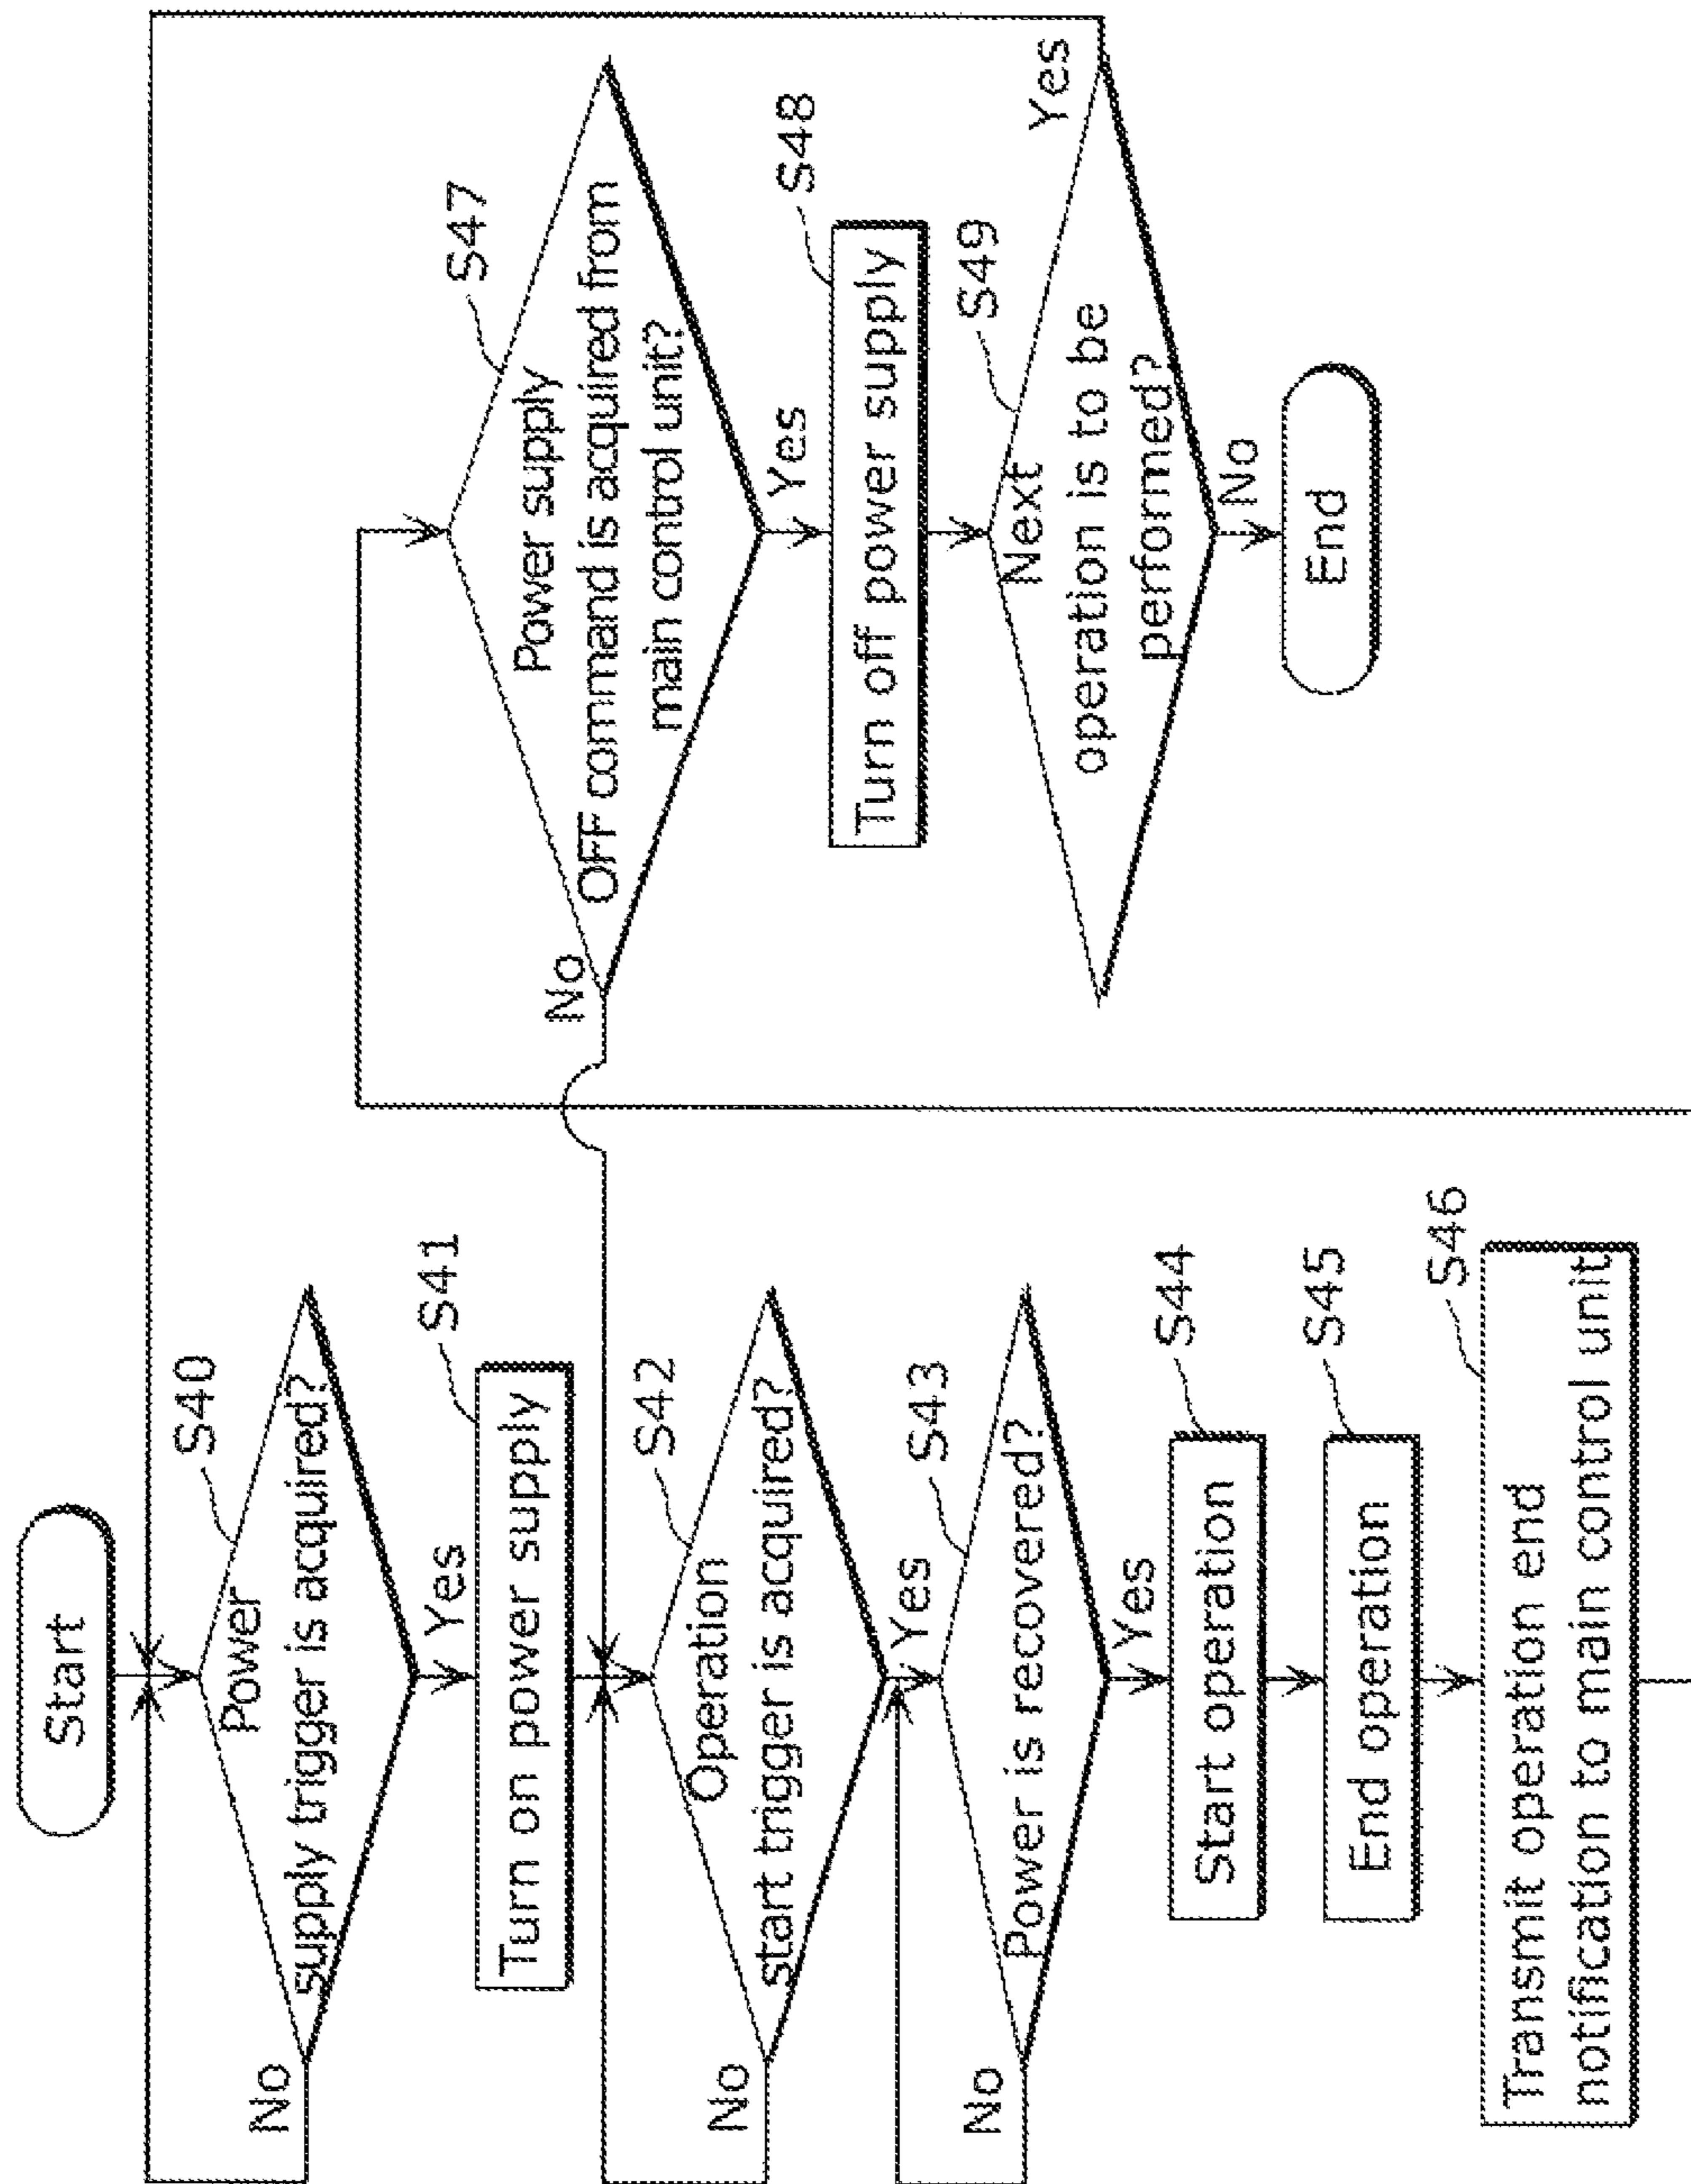 Start
S40
Power
supply trigger is acquired?
No
Yes
S41
Turn on power supply
S42
Operation
start trigger is acquired?
No
Yes
S43
Power is recovered?
No
Yes
S44
Start operation
S45
End operation
S46
Transmit operation end
notification to main control unit
S47
Power supply
OFF command is acquired from
main control unit?
No
Yes
S48
Turn off power supply
S49
Next
operation is to be
performed?
Yes
No
End